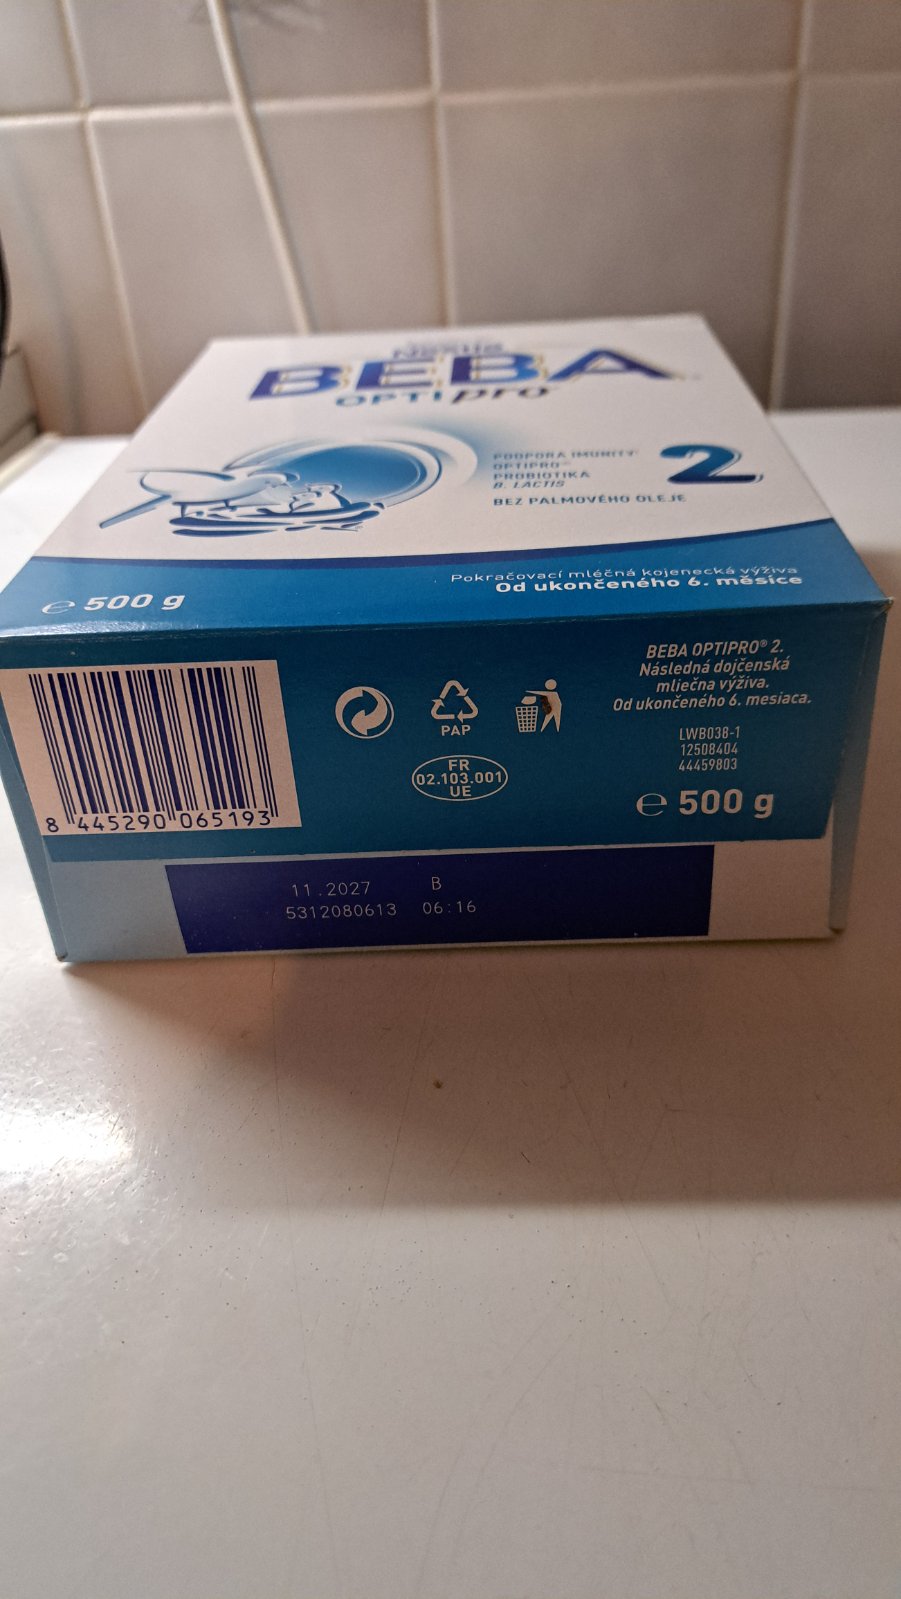 Nestlé
BEBA
OPTIpro
2
PODPORA IMUNITY
OPTIPRO®
PROBIOTIKA
B. LACTIS
BEZ PALMOVÉHO OLEJE
Pokračovací mléčná kojenecká výživa
Od ukončeného 6. měsíce
℮ 500 g
BEBA OPTIPRO® 2.
Následná dojčenská
mliečna výživa.
Od ukončeného 6. mesiaca.
LWB038-1
12508404
44459803
℮ 500 g
PAP
FR
02.103.001
UE
8 445290 065193
11.2027 B
5312080613 06:16